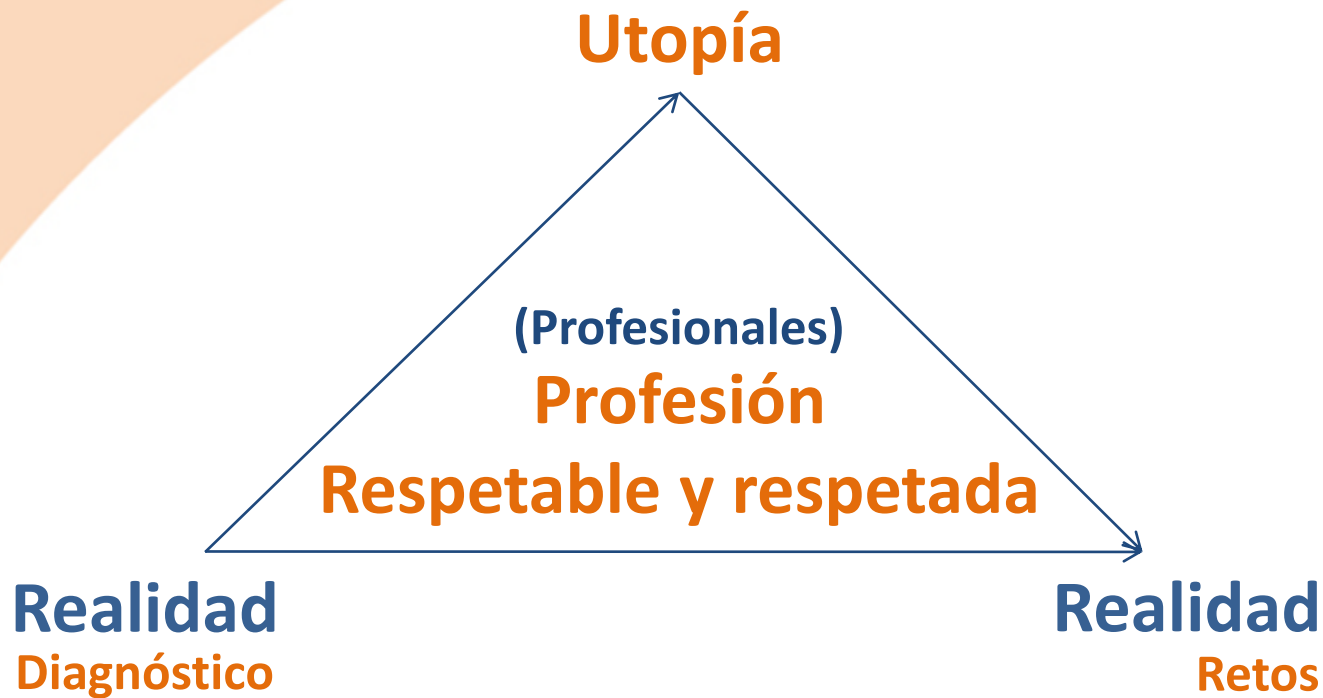 Utopía
(Profesionales)
Profesión
Respetable y respetada
Realidad
Diagnóstico
Realidad
Retos